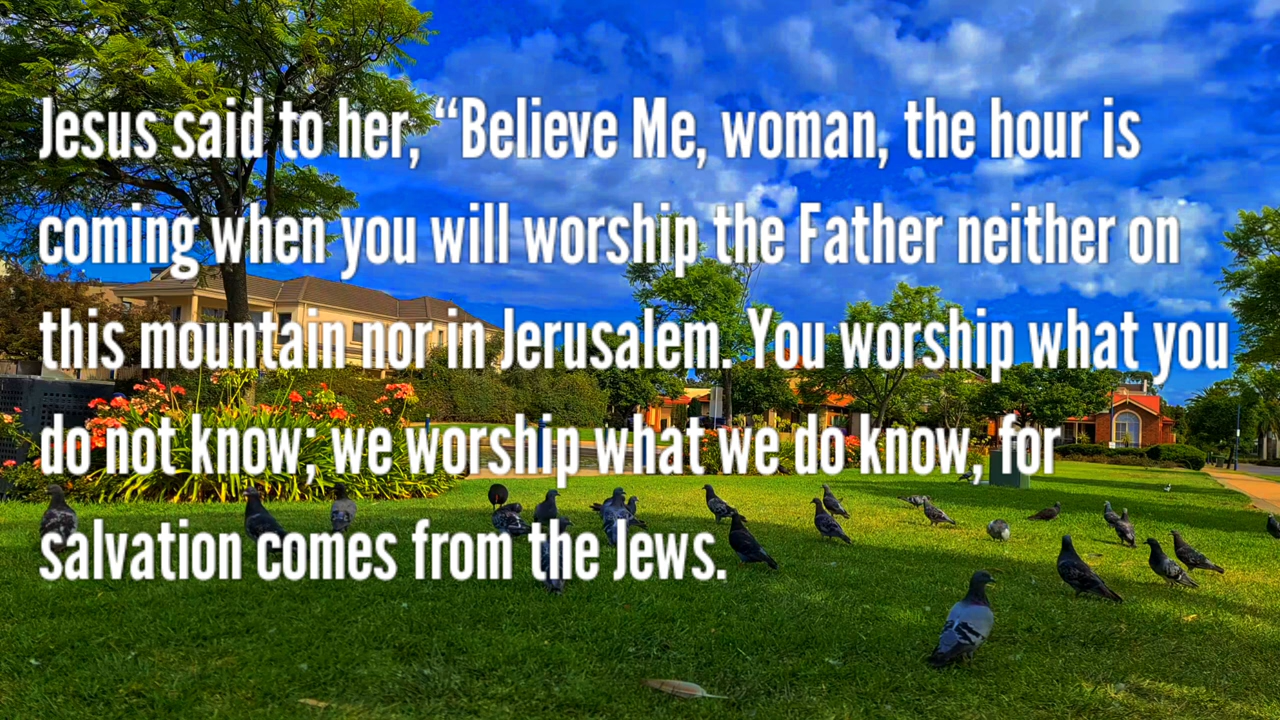 Jesus said to her, “Believe Me, woman, the hour is
coming when you will worship the Father neither on
this mountain nor in Jerusalem. You worship what you
do not know; we worship what we do know, for
salvation comes from the Jews.